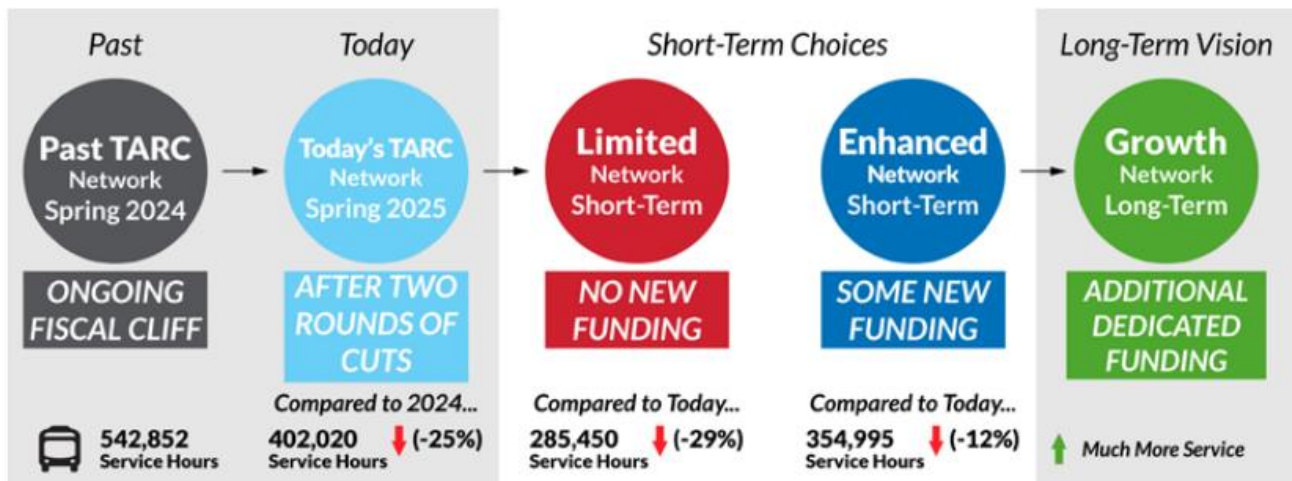 Past
Today
Short-Term Choices
Long-Term Vision
Past TARC
Network
Spring 2024
Today's TARC
Network
Spring 2025
Limited
Network
Short-Term
Enhanced
Network
Short-Term
Growth
Network
Long-Term
ONGOING
FISCAL CLIFF
AFTER TWO
ROUNDS OF
CUTS
NO NEW
FUNDING
SOME NEW
FUNDING
ADDITIONAL
DEDICATED
FUNDING
542,852
Service Hours
Compared to 2024...
402,020 (-25%)
Service Hours
Compared to Today...
285,450 (-29%)
Service Hours
Compared to Today...
354,995 (-12%)
Service Hours
Much More Service